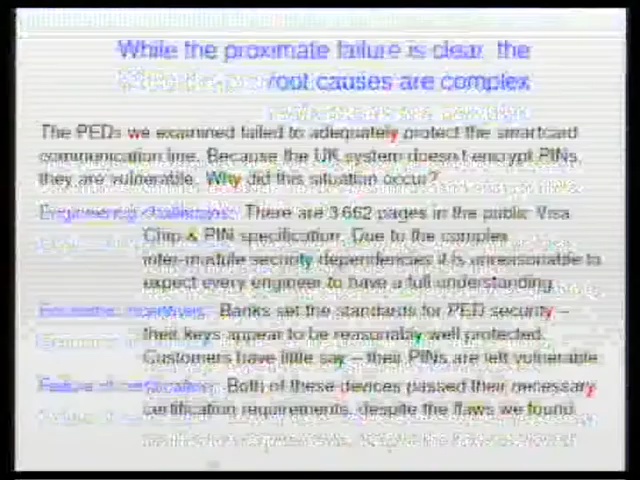 While the proximate failure is clear, the
root causes are complex
The PEDs we examined failed to adequately protect the smartcard
communication line. Because the UK system doesn't encrypt PINs,
they are vulnerable. Why did this situation occur?
Engineering challenges: There are 3 662 pages in the public Visa
Chip & PIN specification. Due to the complex
inter-module security dependencies it is unreasonable to
expect every engineer to have a full understanding
Economic incentives: Banks set the standards for PED security –
their keys appear to be reasonably well protected.
Customers have little say – their PINs are left vulnerable
Failure of certification: Both of these devices passed their necessary
certification requirements, despite the flaws we found.